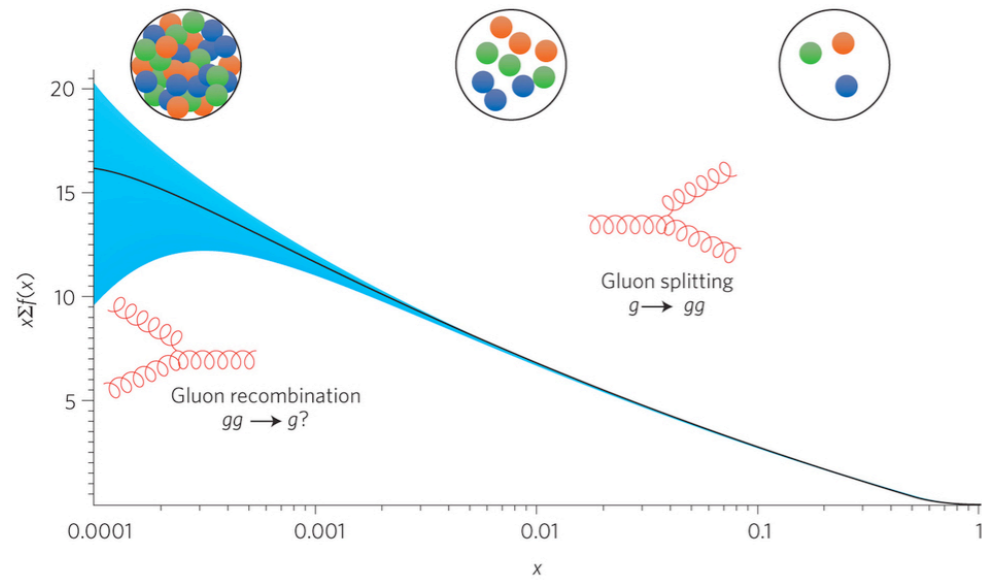 20
15
10
5
xΣf(x)
Gluon splitting
g → gg
Gluon recombination
gg → g?
0.0001
0.001
0.01
0.1
1
x